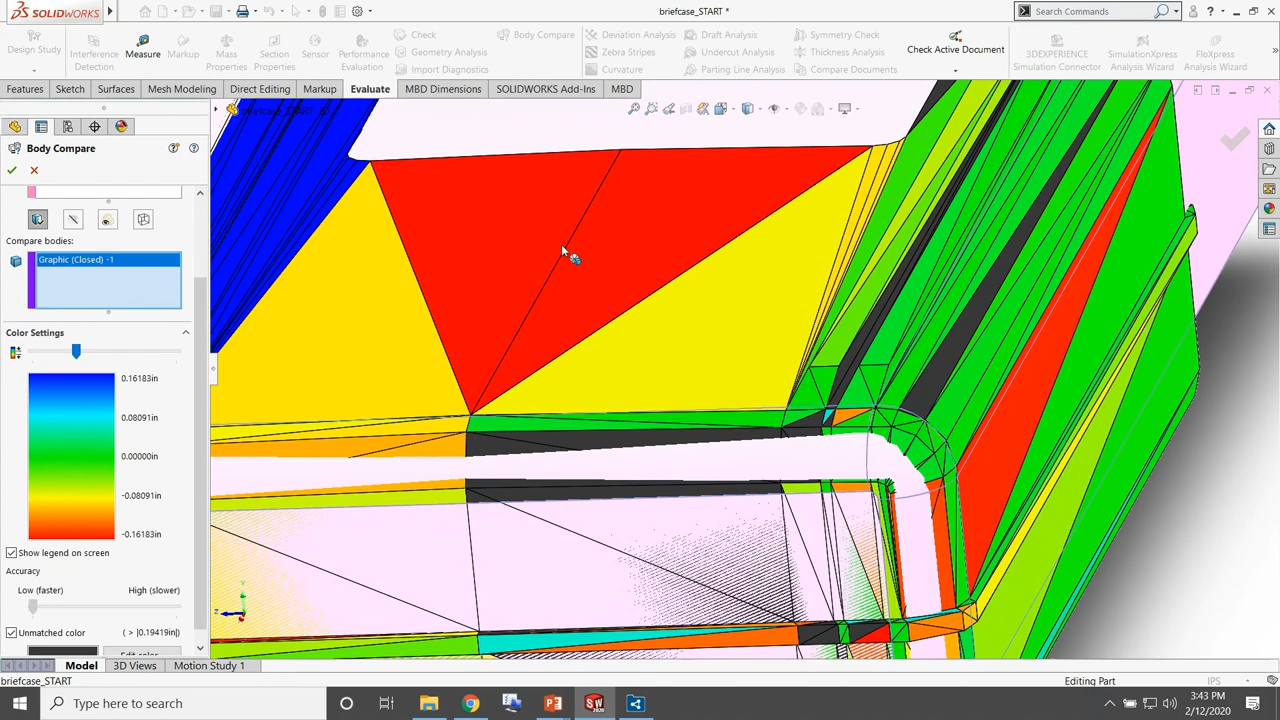 SOLIDWORKS
briefcase_START *
Search Commands
Design Study
Interference Detection
Measure
Markup
Mass Properties
Section Properties
Sensor
Performance Evaluation
Check
Geometry Analysis
Import Diagnostics
Body Compare
Deviation Analysis
Zebra Stripes
Curvature
Draft Analysis
Undercut Analysis
Parting Line Analysis
Symmetry Check
Thickness Analysis
Compare Documents
Check Active Document
3DEXPERIENCE Simulation Connector
SimulationXpress Analysis Wizard
FloXpress Analysis Wizard
Features
Sketch
Surfaces
Mesh Modeling
Direct Editing
Markup
Evaluate
MBD Dimensions
SOLIDWORKS Add-Ins
MBD
Body Compare
Compare bodies:
Graphic (Closed) -1
Color Settings
0.16183in
0.08091in
0.00000in
-0.08091in
-0.16183in
Show legend on screen
Accuracy
Low (faster)
High (slower)
Unmatched color
( > |0.19419in|)
Edit color
Y
Z
Model
3D Views
Motion Study 1
briefcase_START
Editing Part
IPS
Type here to search
3:43 PM
2/12/2020